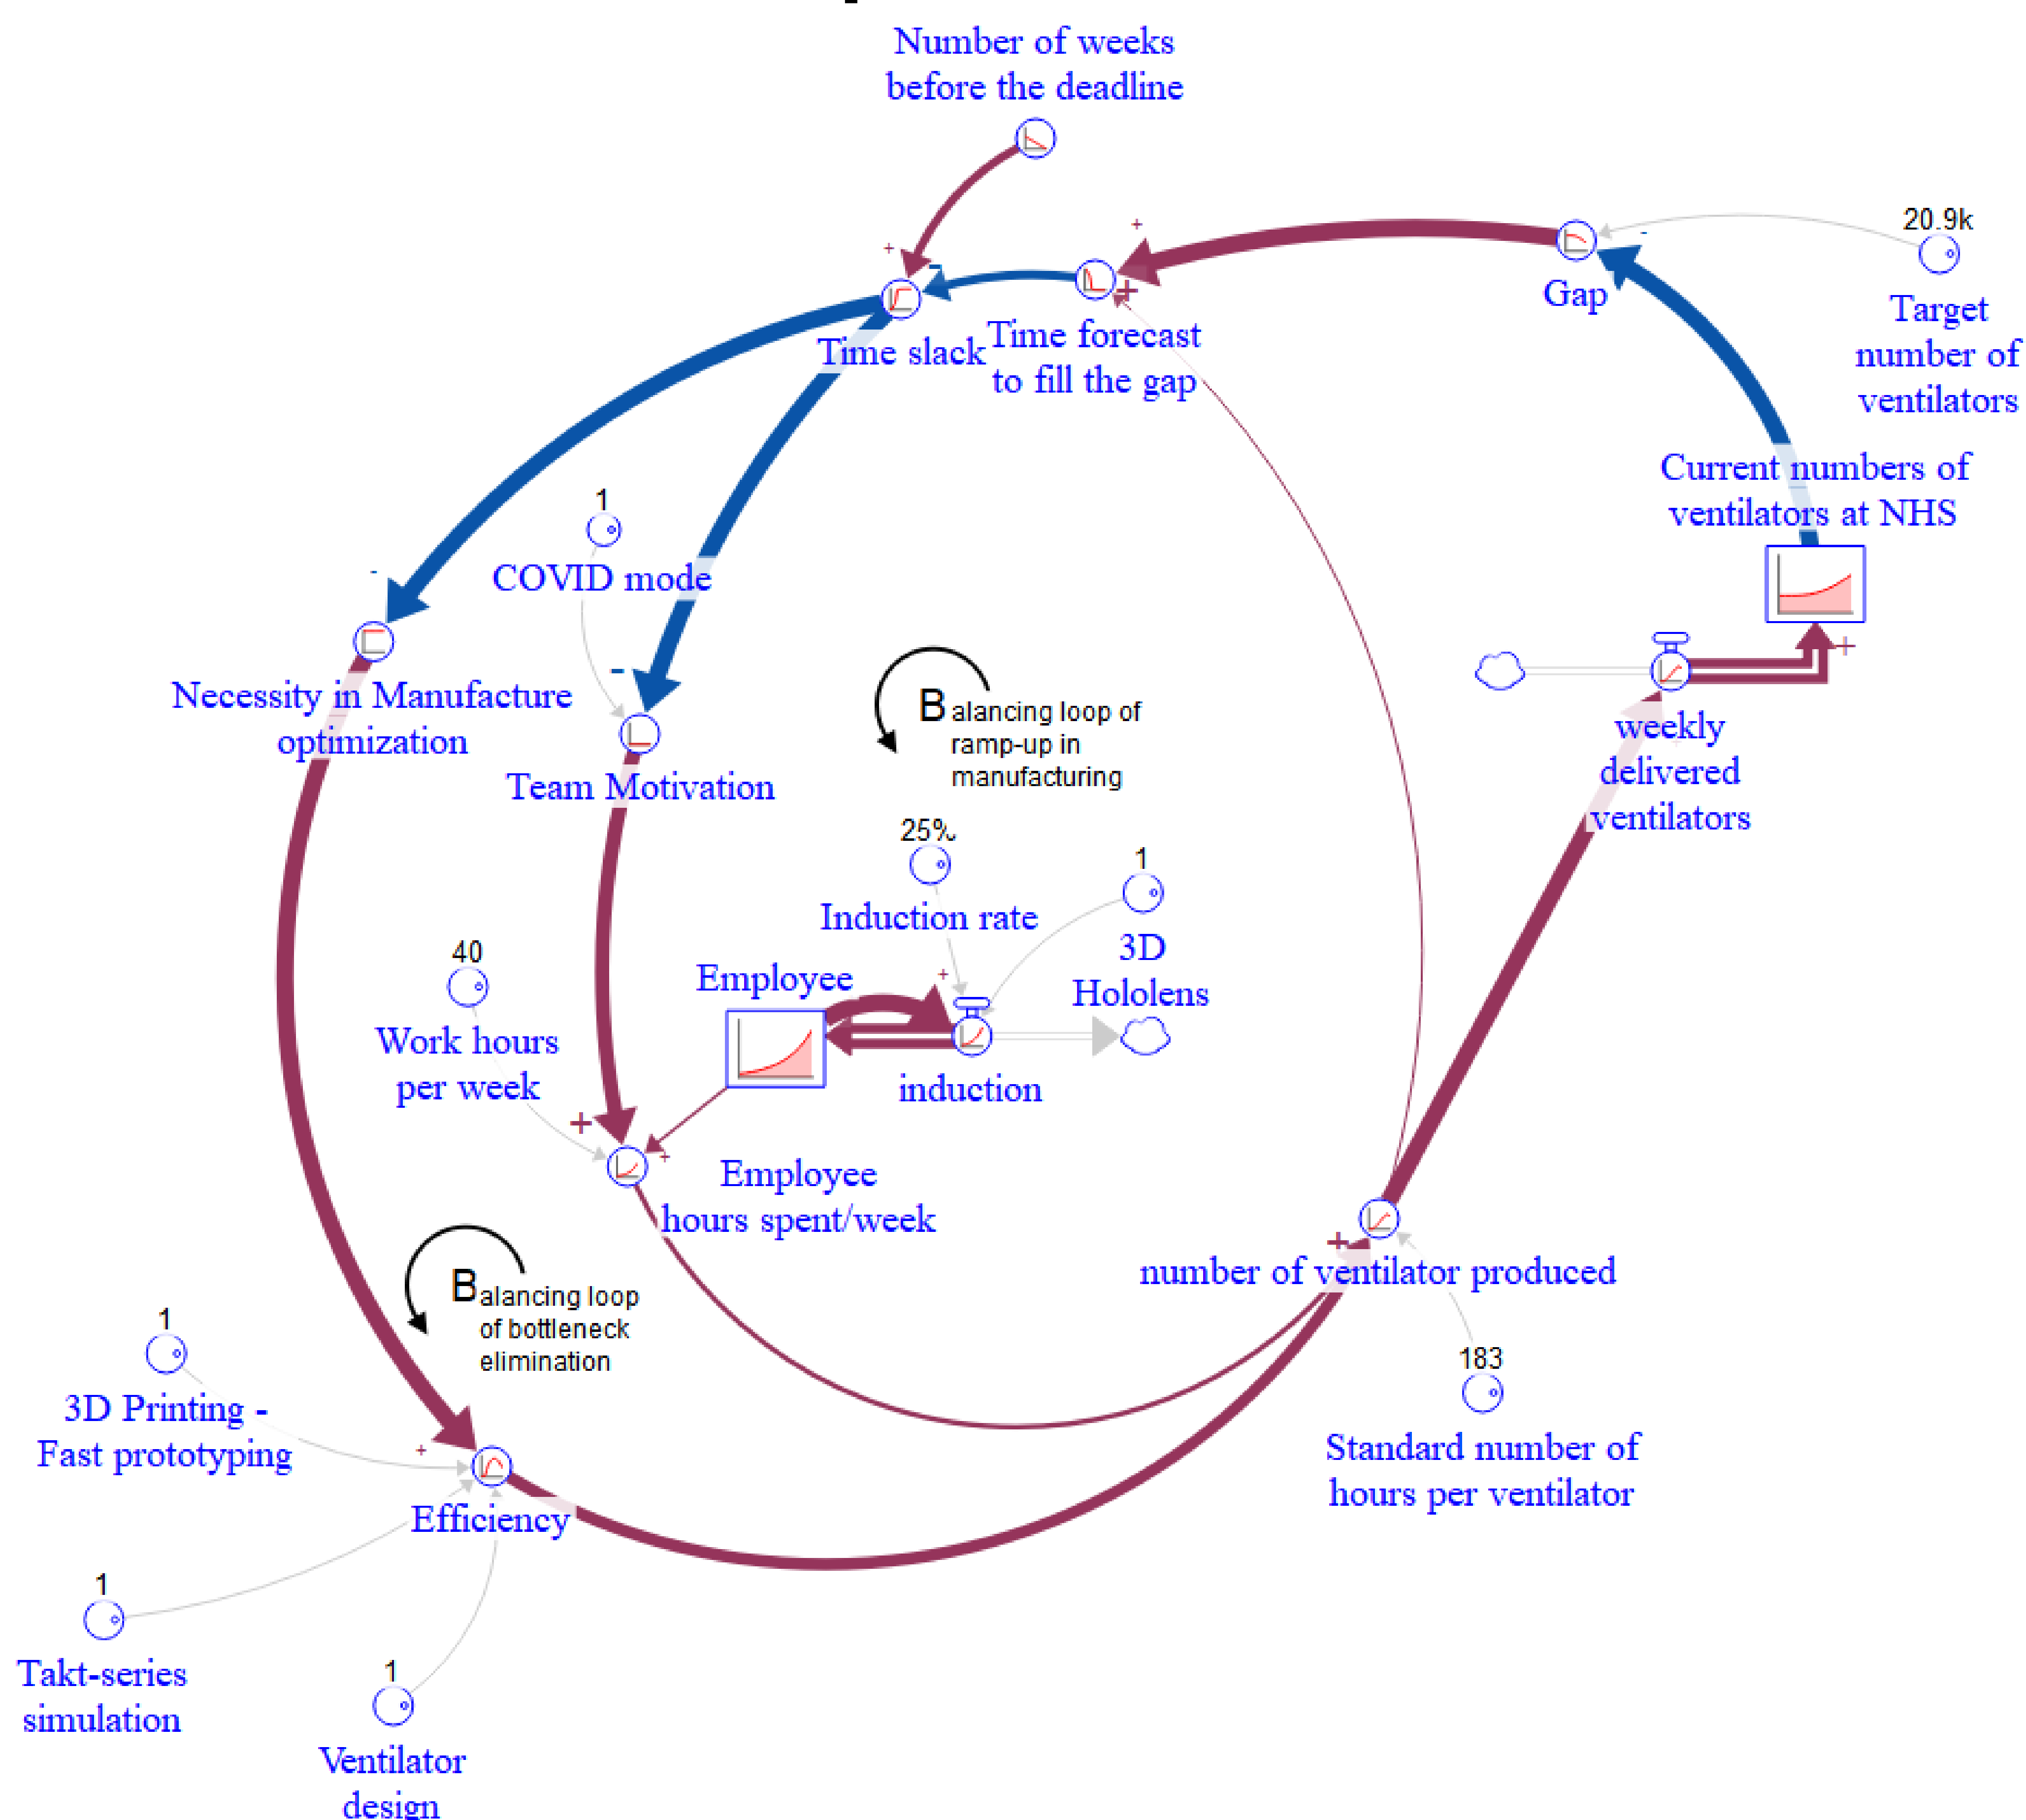 Number of weeks
before the deadline
20.9k
Target
number of
ventilators
+
+
-
-
+
Gap
Time slack
Time forecast
to fill the gap
Current numbers of
ventilators at NHS
1
COVID mode
-
-
+
Necessity in Manufacture
optimization
Team Motivation
Balancing loop of
ramp-up in
manufacturing
weekly
delivered
ventilators
25%
Induction rate
1
3D
Hololens
40
Work hours
per week
Employee
+
induction
+
+
Employee
hours spent/week
+
number of ventilator produced
Balancing loop
of bottleneck
elimination
183
Standard number of
hours per ventilator
1
3D Printing -
Fast prototyping
+
Efficiency
1
Takt-series
simulation
1
Ventilator
design